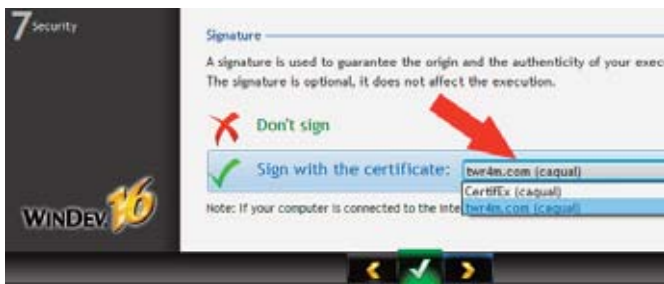 7 Security
Signature
A signature is used to guarantee the origin and the authenticity of your exec
The signature is optional, it does not affect the execution.
Don't sign
Sign with the certificate: twr4m.com (caqual)
CertifEx (caqual)
Note: If your computer is connected to the Inte twr4m.com (caqual)
WINDEV. 16